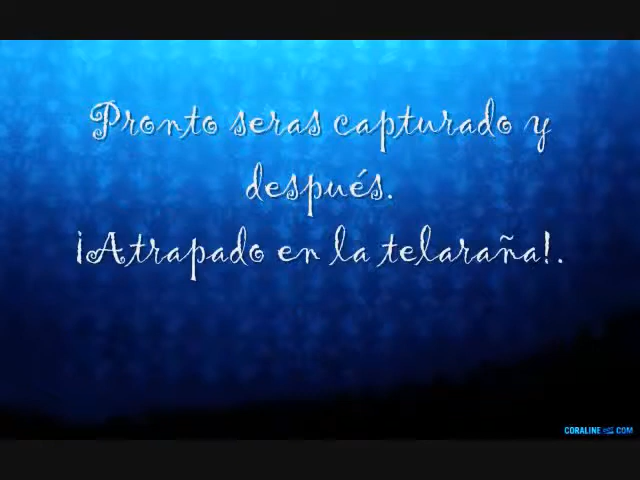 Pronto seras capturado y
después.
¡Atrapado en la telaraña!.
CORALINE COM